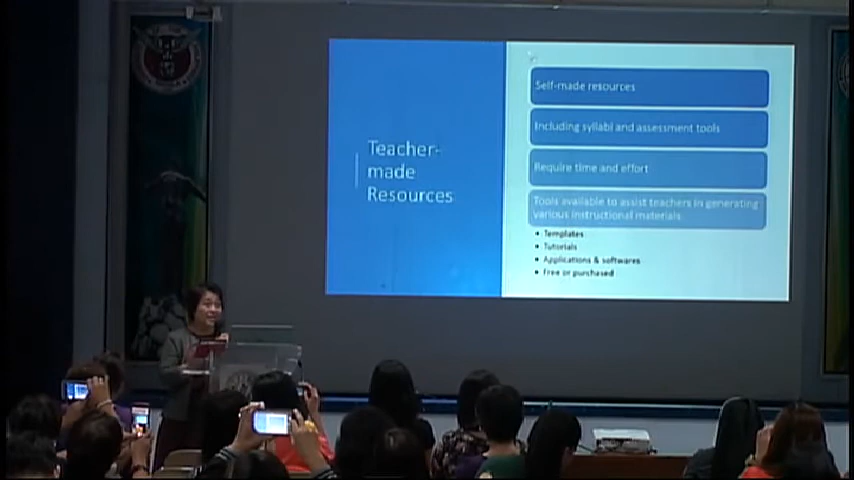 Teacher-
made
Resources
Self-made resources
Including syllabi and assessment tools
Require time and effort
Tools available to assist teachers in generating
various instructional materials
Templates
Tutorials
Applications & softwares
Free or purchased